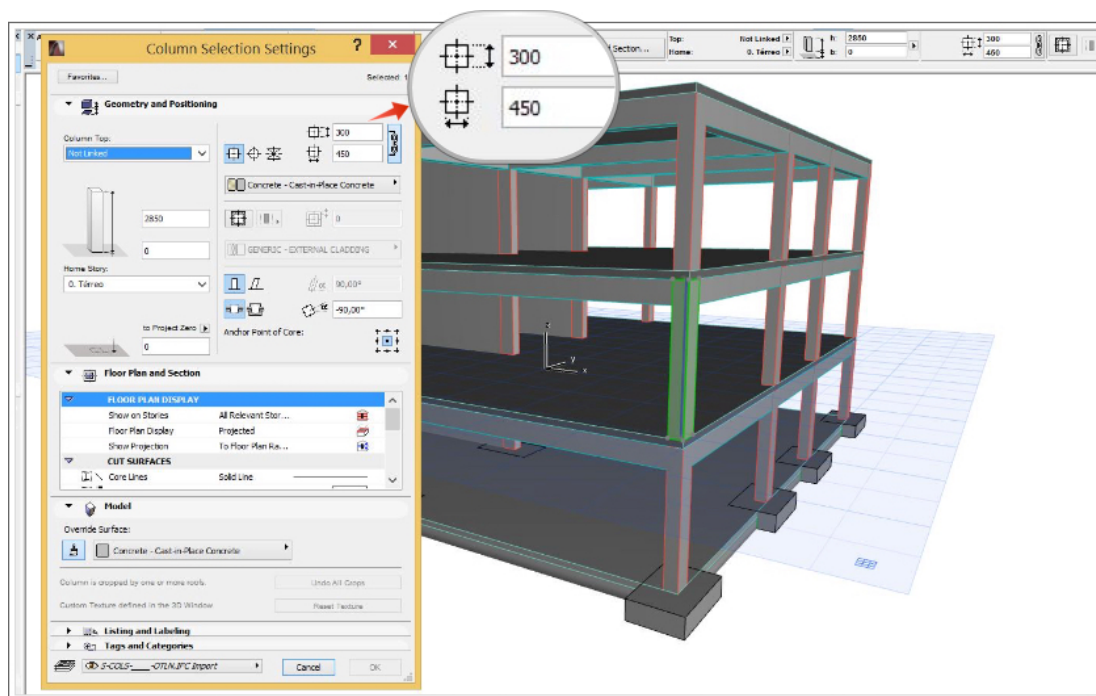 Column Selection Settings
?
Favorites...
Selected: 1
Geometry and Positioning
Column Top:
Not Linked
2850
0
Home Story:
0. Térreo
to Project Zero
0
300
450
Concrete - Cast-in-Place Concrete
0
GENERIC - EXTERNAL CLADDING
α
90,00°
-90,00°
Anchor Point of Core:
Floor Plan and Section
FLOOR PLAN DISPLAY
Show on Stories All Relevant Stor...
Floor Plan Display Projected
Show Projection To Floor Plan Ra...
CUT SURFACES
Core Lines Solid Line
Model
Override Surface:
Concrete - Cast-in-Place Concrete
Column is cropped by one or more roofs.
Undo All Crops
Custom Texture defined in the 3D Window
Reset Texture
Listing and Labeling
Tags and Categories
S-COLS-____-OTLN.IFC Import
Cancel
OK
300
450
Section...
Top: Not Linked
Home: 0. Térreo
h: 2850
b: 0
300
450
z
y
x